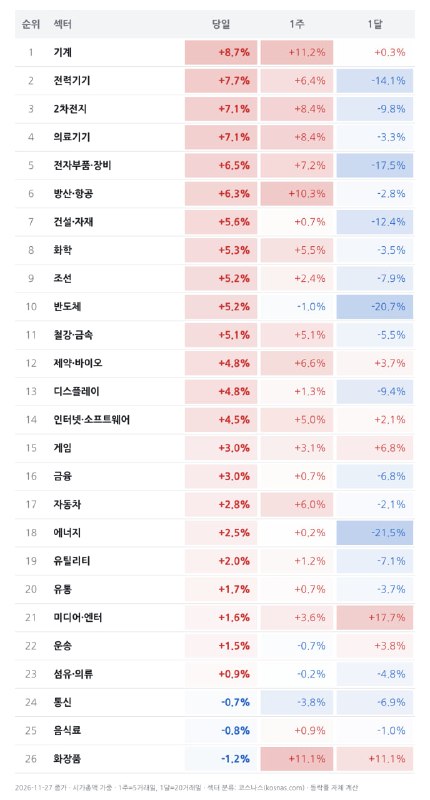 순위 섹터 당일 1주 1달
1 기계 +8.7% +11.2% +0.3%
2 전력기기 +7.7% +6.4% -14.1%
3 2차전지 +7.1% +8.4% -9.8%
4 의료기기 +7.1% +8.4% -3.3%
5 전자부품·장비 +6.5% +7.2% -17.5%
6 방산·항공 +6.3% +10.3% -2.8%
7 건설·자재 +5.6% +0.7% -12.4%
8 화학 +5.3% +5.5% -3.5%
9 조선 +5.2% +2.4% -7.9%
10 반도체 +5.2% -1.0% -20.7%
11 철강·금속 +5.1% +5.1% -5.5%
12 제약·바이오 +4.8% +6.6% +3.7%
13 디스플레이 +4.8% +1.3% -9.4%
14 인터넷·소프트웨어 +4.5% +5.0% +2.1%
15 게임 +3.0% +3.1% +6.8%
16 금융 +3.0% +0.7% -6.8%
17 자동차 +2.8% +6.0% -2.1%
18 에너지 +2.5% +0.2% -21.5%
19 유틸리티 +2.0% +1.2% -7.1%
20 유통 +1.7% +0.7% -3.7%
21 미디어·엔터 +1.6% +3.6% +17.7%
22 운송 +1.5% -0.7% +3.8%
23 섬유·의류 +0.9% -0.2% -4.8%
24 통신 -0.7% -3.8% -6.9%
25 음식료 -0.8% +0.9% -1.0%
26 화장품 -1.2% +11.1% +11.1%
2026-11-27 종가 · 시가총액 가중 · 1주=5거래일, 1달=20거래일 · 섹터 분류: 코스나스(kosnas.com) · 등락률 자체 계산